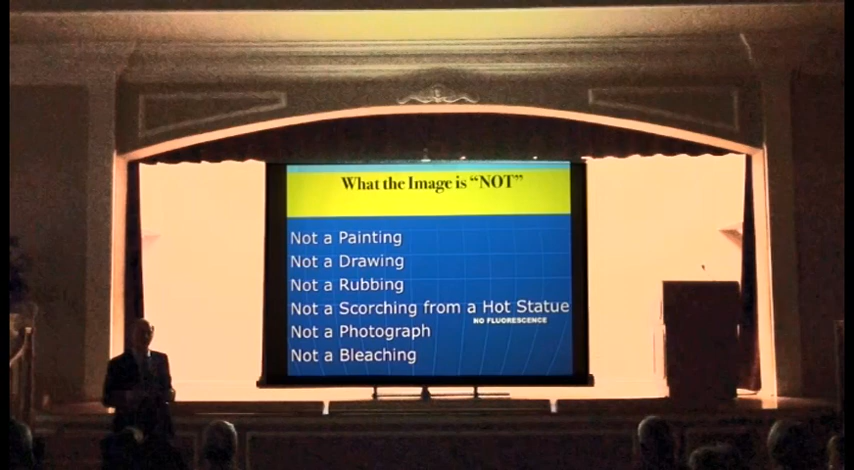 What the Image is “NOT”
Not a Painting
Not a Drawing
Not a Rubbing
Not a Scorching from a Hot Statue
NO FLUORESCENCE
Not a Photograph
Not a Bleaching